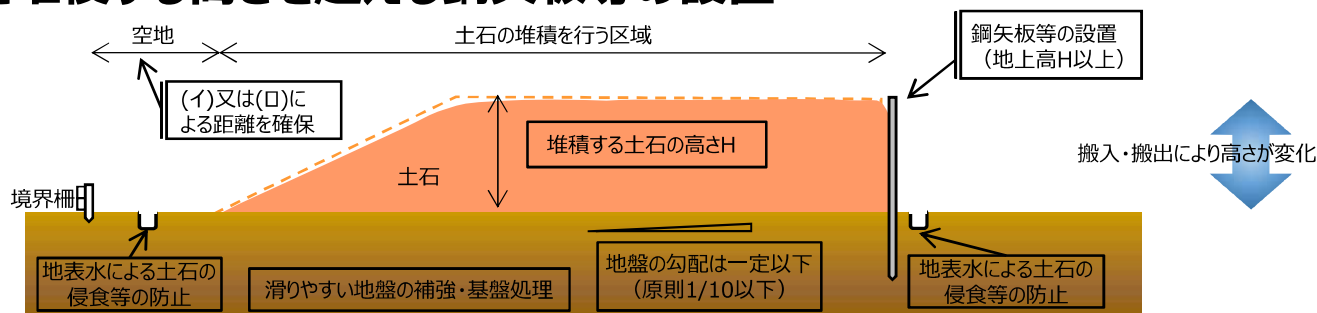 空地
土石の堆積を行う区域
鋼矢板等の設置
（地上高H以上）
(イ)又は(ロ)に
よる距離を確保
堆積する土石の高さH
搬入・搬出により高さが変化
土石
境界柵
地表水による土石の
侵食等の防止
滑りやすい地盤の補強・基盤処理
地盤の勾配は一定以下
（原則1/10以下）
地表水による土石の
侵食等の防止